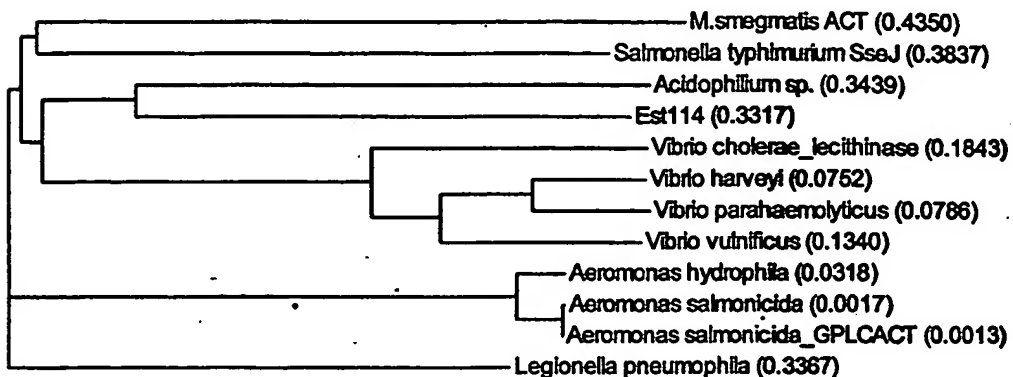 M.smegmatis ACT (0.4350)
Salmonella typhimurium SseJ (0.3837)
Acidophilium sp. (0.3439)
Est114 (0.3317)
Vibrio cholerae_lecithinase (0.1843)
Vibrio harveyi (0.0752)
Vibrio parahaemolyticus (0.0786)
Vibrio vulnificus (0.1340)
Aeromonas hydrophila (0.0318)
Aeromonas salmonicida (0.0017)
Aeromonas salmonicida_GPLCACT (0.0013)
Legionella pneumophila (0.3367)